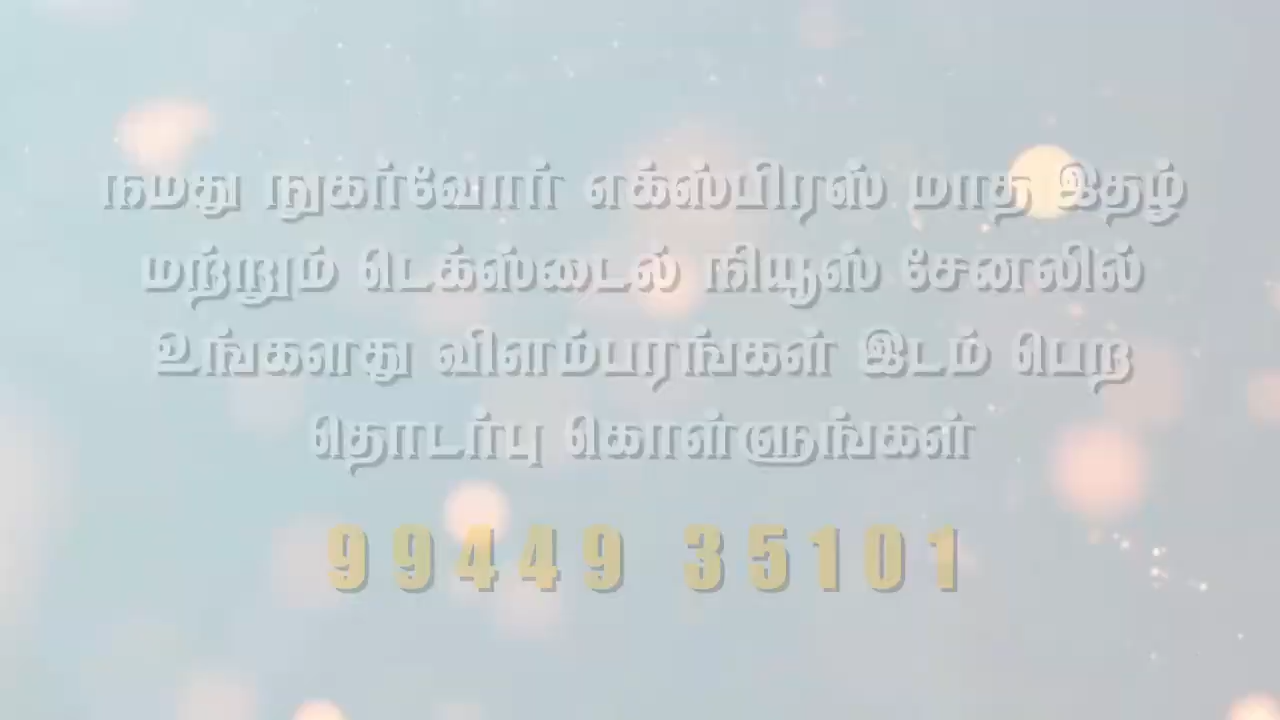 நமது நுகர்வோர் எக்ஸ்பிரஸ் மாத இதழ்
மற்றும் டெக்ஸ்டைல் நியூஸ் சேனலில்
உங்களது விளம்பரங்கள் இடம் பெற
தொடர்பு கொள்ளுங்கள்
99449 35101